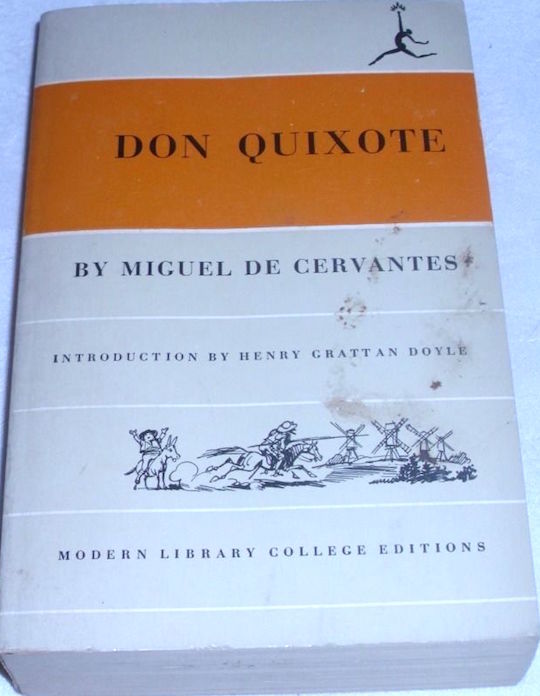 DON QUIXOTE
BY MIGUEL DE CERVANTES
INTRODUCTION BY HENRY GRATTAN DOYLE
MODERN LIBRARY COLLEGE EDITIONS